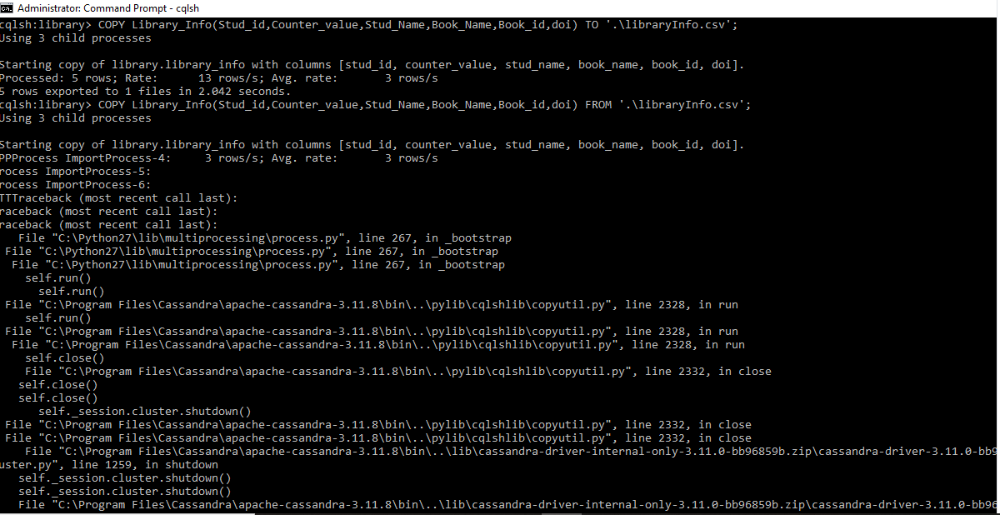 Administrator: Command Prompt - cqlsh
cqlsh:library> COPY Library_Info(Stud_id,Counter_value,Stud_Name,Book_Name,Book_id,doi) TO '.\libraryInfo.csv';
Using 3 child processes
Starting copy of library.library_info with columns [stud_id, counter_value, stud_name, book_name, book_id, doi].
Processed: 5 rows; Rate:      13 rows/s; Avg. rate:       3 rows/s
5 rows exported to 1 files in 2.042 seconds.
cqlsh:library> COPY Library_Info(Stud_id,Counter_value,Stud_Name,Book_Name,Book_id,doi) FROM '.\libraryInfo.csv';
Using 3 child processes
Starting copy of library.library_info with columns [stud_id, counter_value, stud_name, book_name, book_id, doi].
PPProcess ImportProcess-4:     3 rows/s; Avg. rate:       3 rows/s
rocess ImportProcess-5:
rocess ImportProcess-6:
TTTraceback (most recent call last):
raceback (most recent call last):
raceback (most recent call last):
   File "C:\Python27\lib\multiprocessing\process.py", line 267, in _bootstrap
 File "C:\Python27\lib\multiprocessing\process.py", line 267, in _bootstrap
  File "C:\Python27\lib\multiprocessing\process.py", line 267, in _bootstrap
    self.run()
      self.run()
 File "C:\Program Files\Cassandra\apache-cassandra-3.11.8\bin\..\pylib\cqlshlib\copyutil.py", line 2328, in run
    self.run()
 File "C:\Program Files\Cassandra\apache-cassandra-3.11.8\bin\..\pylib\cqlshlib\copyutil.py", line 2328, in run
  File "C:\Program Files\Cassandra\apache-cassandra-3.11.8\bin\..\pylib\cqlshlib\copyutil.py", line 2328, in run
    self.close()
    File "C:\Program Files\Cassandra\apache-cassandra-3.11.8\bin\..\pylib\cqlshlib\copyutil.py", line 2332, in close
   self.close()
   self.close()
      self._session.cluster.shutdown()
 File "C:\Program Files\Cassandra\apache-cassandra-3.11.8\bin\..\pylib\cqlshlib\copyutil.py", line 2332, in close
 File "C:\Program Files\Cassandra\apache-cassandra-3.11.8\bin\..\pylib\cqlshlib\copyutil.py", line 2332, in close
    File "C:\Program Files\Cassandra\apache-cassandra-3.11.8\bin\..\lib\cassandra-driver-internal-only-3.11.0-bb96859b.zip\cassandra-driver-3.11.0-bb9
uster.py", line 1259, in shutdown
   self._session.cluster.shutdown()
   self._session.cluster.shutdown()
   File "C:\Program Files\Cassandra\apache-cassandra-3.11.8\bin\..\lib\cassandra-driver-internal-only-3.11.0-bb96859b.zip\cassandra-driver-3.11.0-bb96